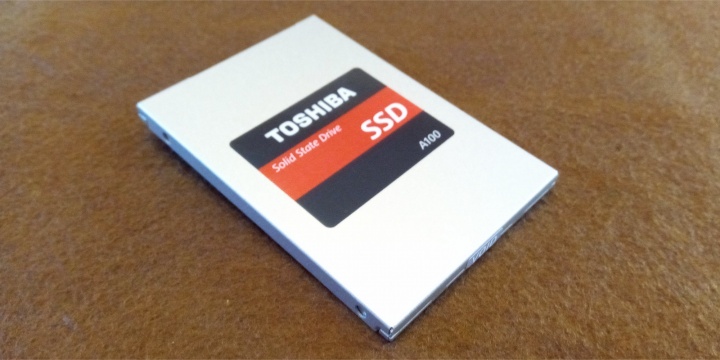 TOSHIBA
Solid State Drive
SSD
A100